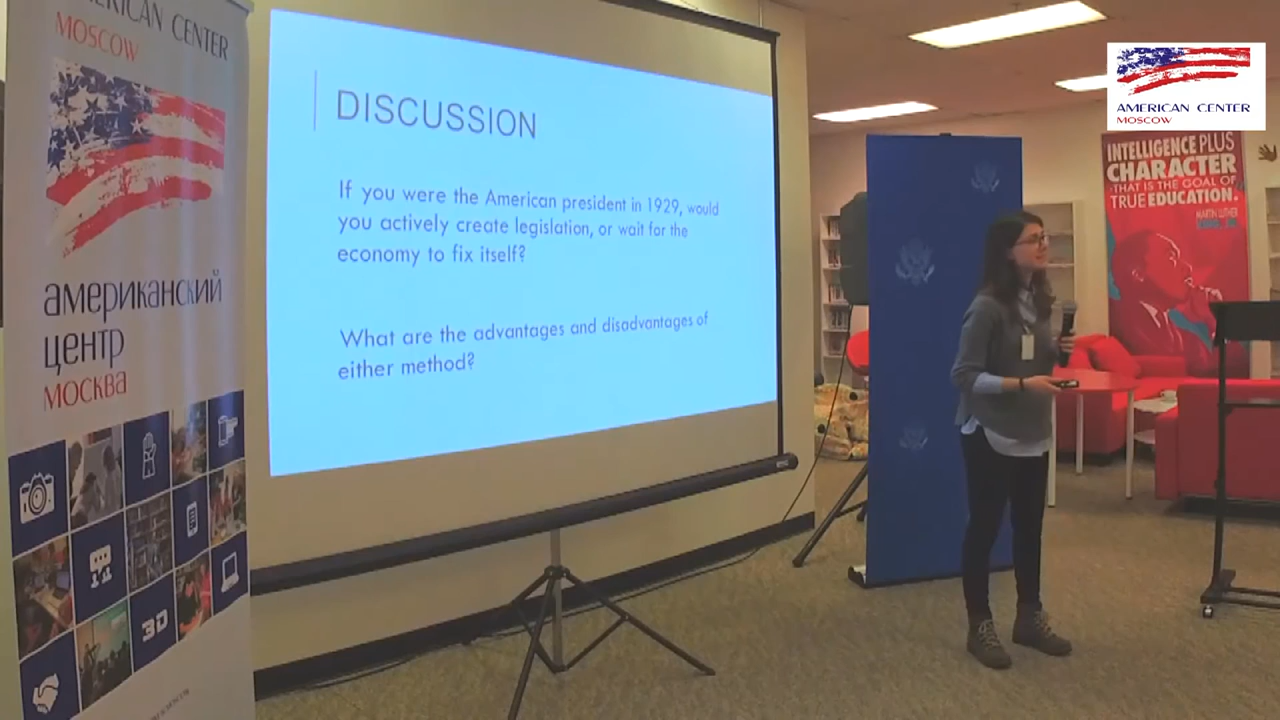 AMERICAN CENTER
MOSCOW
американский
центр
москва
3D
DISCUSSION
If you were the American president in 1929, would
you actively create legislation, or wait for the
economy to fix itself?
What are the advantages and disadvantages of
either method?
AMERICAN CENTER
MOSCOW
INTELLIGENCE PLUS
CHARACTER
-THAT IS THE GOAL OF
TRUE EDUCATION.
MARTIN LUTHER